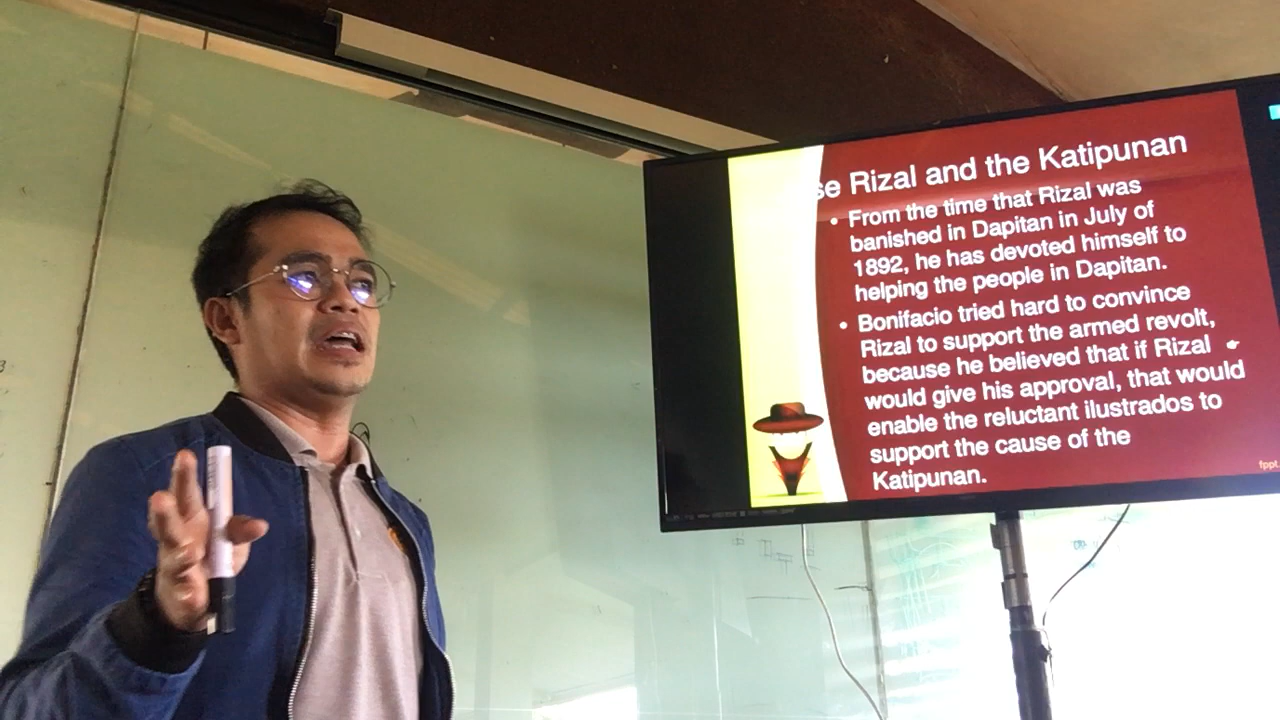 se Rizal and the Katipunan
• From the time that Rizal was
banished in Dapitan in July of
1892, he has devoted himself to
helping the people in Dapitan.
• Bonifacio tried hard to convince
Rizal to support the armed revolt,
because he believed that if Rizal
would give his approval, that would
enable the reluctant ilustrados to
support the cause of the
Katipunan.
fppt.